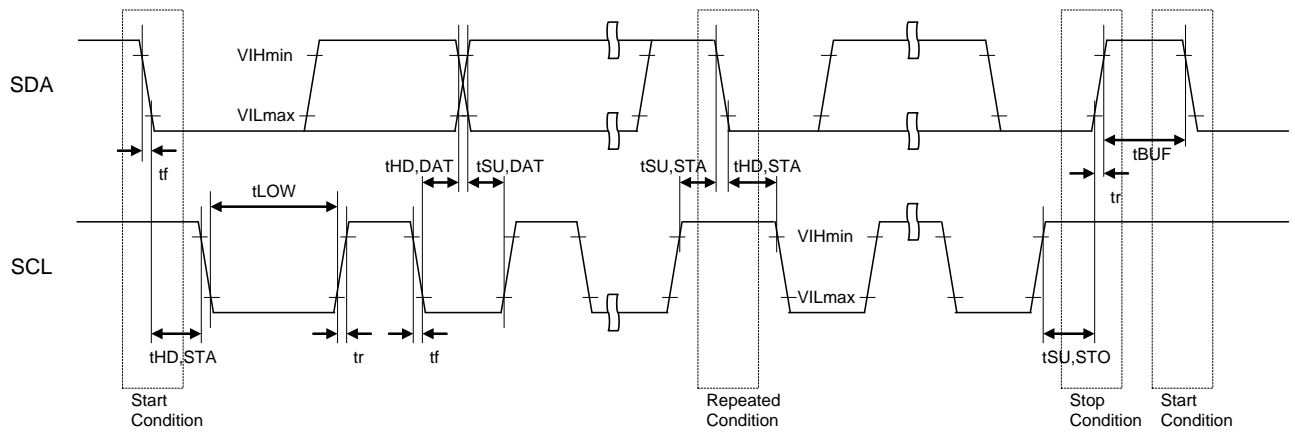 SDA
VIHmin
VILmax
tf
tLOW
tHD,DAT
tSU,DAT
tSU,STA
tHD,STA
tBUF
tr
SCL
VIHmin
VILmax
tHD,STA
tr
tf
tSU,STO
Start
Condition
Repeated
Condition
Stop
Condition
Start
Condition